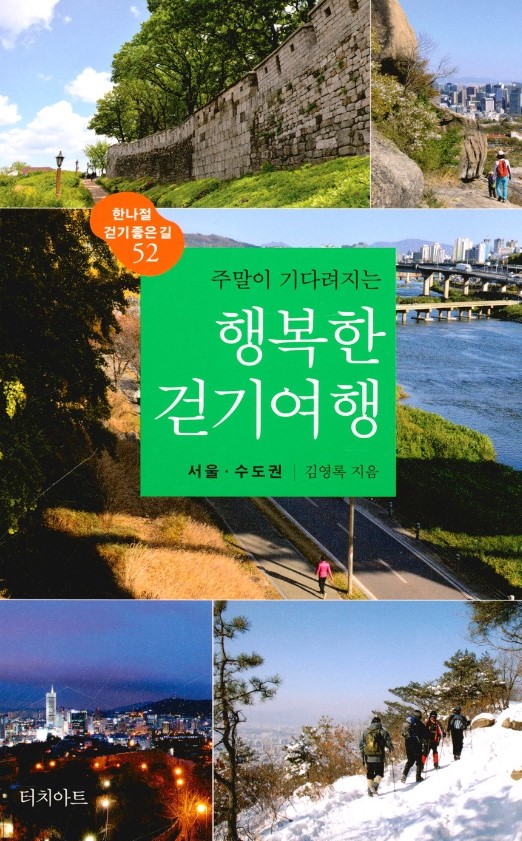 한나절
걷기 좋은 길
52
주말이 기다려지는
행복한
걷기여행
서울 · 수도권 | 김영록 지음
터치아트